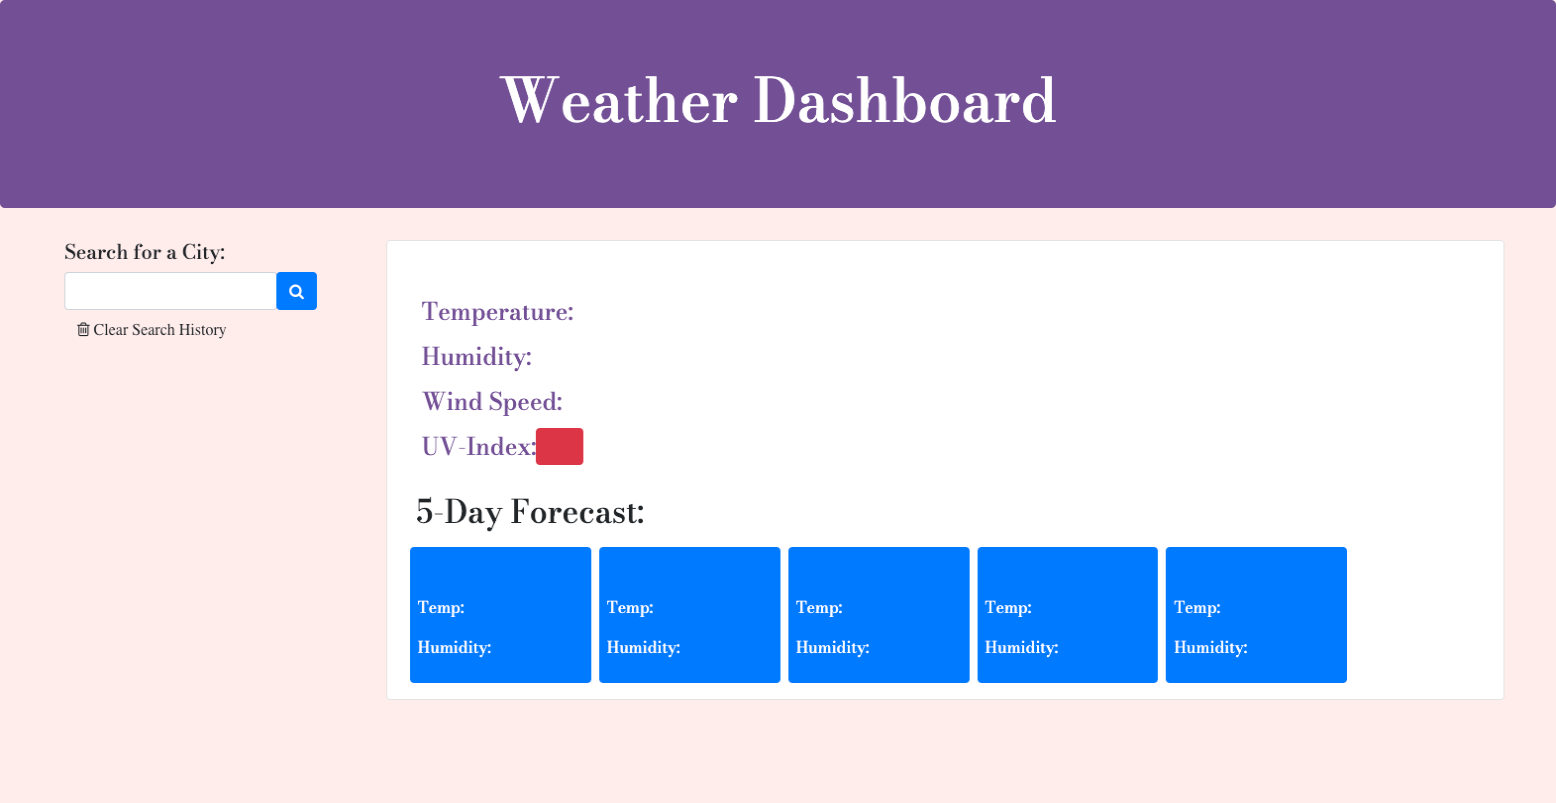 Weather Dashboard
Search for a City:
Clear Search History
Temperature:
Humidity:
Wind Speed:
UV-Index:
5-Day Forecast:
Temp:
Humidity:
Temp:
Humidity:
Temp:
Humidity:
Temp:
Humidity:
Temp:
Humidity: